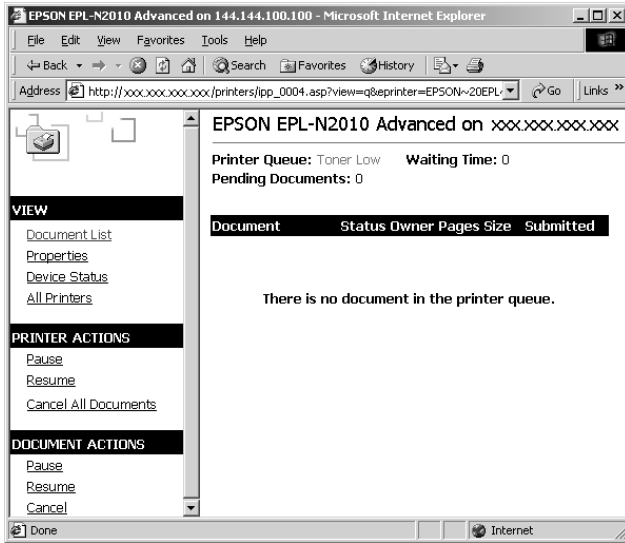 EPSON EPL-N2010 Advanced on 144.144.100.100 - Microsoft Internet Explorer
File Edit View Favorites Tools Help
Back Search Favorites History
Address http://xxx.xxx.xxx.xxx/printers/ipp_0004.asp?view=q&eprinter=EPSON~20EPL- Go Links »
EPSON EPL-N2010 Advanced on xxx.xxx.xxx.xxx
Printer Queue: Toner Low Waiting Time: 0
Pending Documents: 0
VIEW
Document List
Properties
Device Status
All Printers
PRINTER ACTIONS
Pause
Resume
Cancel All Documents
DOCUMENT ACTIONS
Pause
Resume
Cancel
Document Status Owner Pages Size Submitted
There is no document in the printer queue.
Done Internet